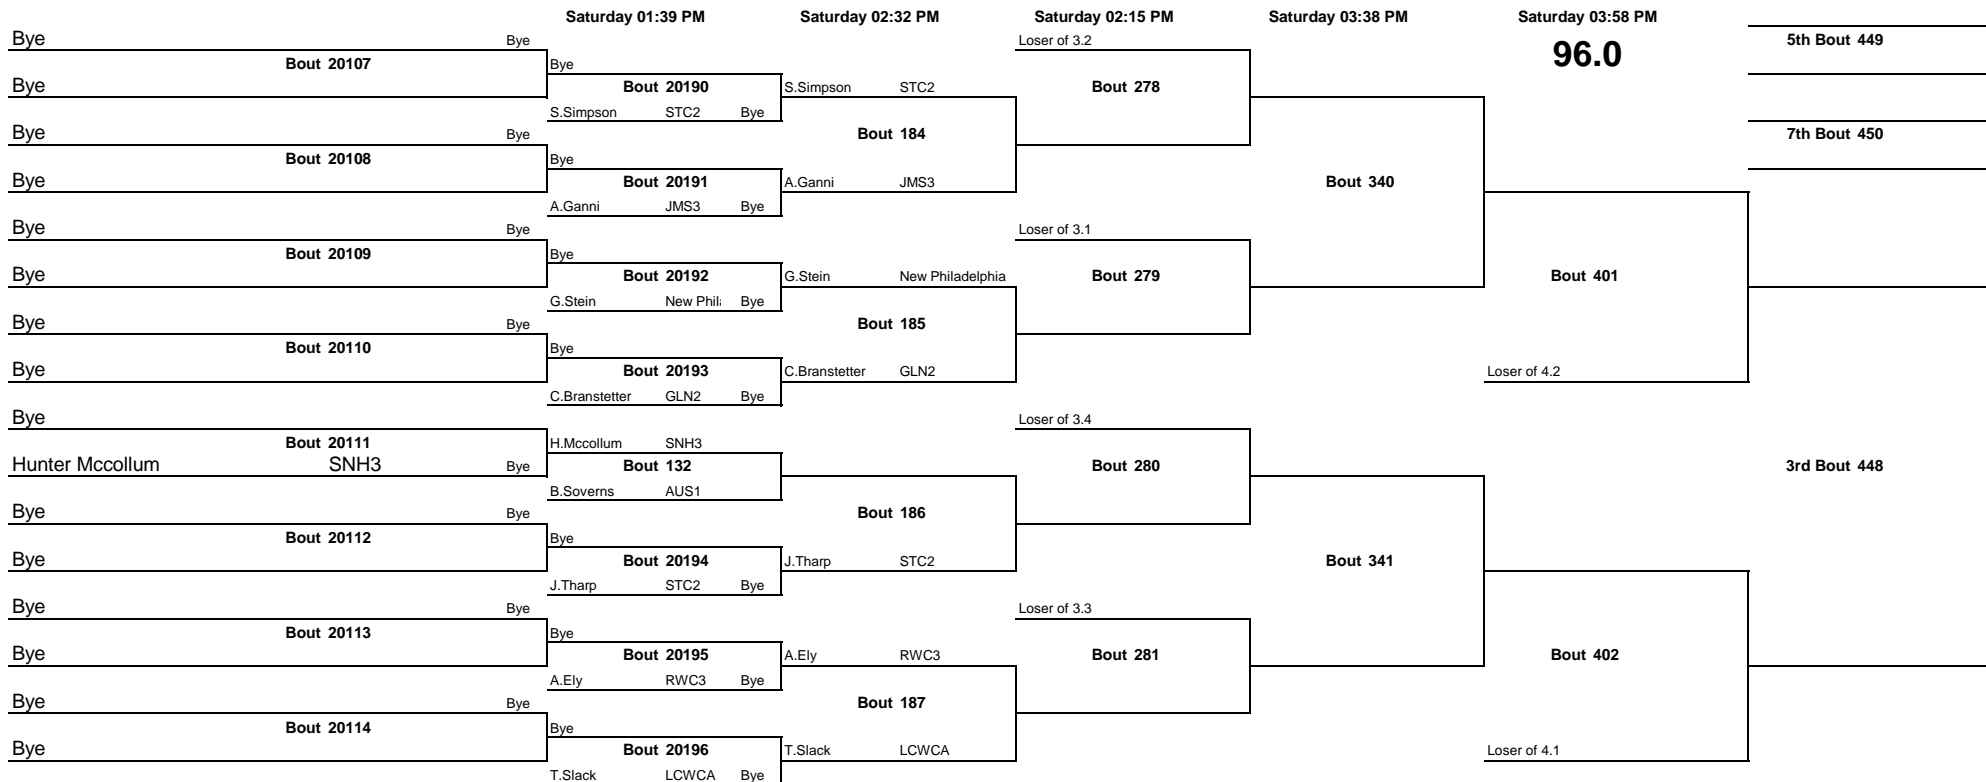 Saturday 01:39 PM Saturday 02:32 PM Saturday 02:15 PM Saturday 03:38 PM Saturday 03:58 PM
Bye Bye Loser of 3.2 96.0 5th Bout 449
Bout 20107 Bye
Bye Bout 20190 S.Simpson STC2 Bout 278
S.Simpson STC2 Bye
Bye Bye Bout 184 7th Bout 450
Bout 20108 Bye
Bye Bout 20191 A.Ganni JMS3 Bout 340
A.Ganni JMS3 Bye
Bye Bye Loser of 3.1
Bout 20109 Bye
Bye Bout 20192 G.Stein New Philadelphia Bout 279 Bout 401
G.Stein New Phil: Bye
Bye Bye Bout 185
Bout 20110 Bye
Bye Bout 20193 C.Branstetter GLN2 Loser of 4.2
C.Branstetter GLN2 Bye
Bye Loser of 3.4
Bout 20111 H.Mccollum SNH3
Hunter Mccollum SNH3 Bye Bout 132 Bout 280 3rd Bout 448
B.Soverns AUS1
Bye Bye Bout 186
Bout 20112 Bye
Bye Bout 20194 J.Tharp STC2 Bout 341
J.Tharp STC2 Bye
Bye Bye Loser of 3.3
Bout 20113 Bye
Bye Bout 20195 A.Ely RWC3 Bout 281 Bout 402
A.Ely RWC3 Bye
Bye Bye Bout 187
Bout 20114 Bye
Bye Bout 20196 T.Slack LCWCA Loser of 4.1
T.Slack LCWCA Bye